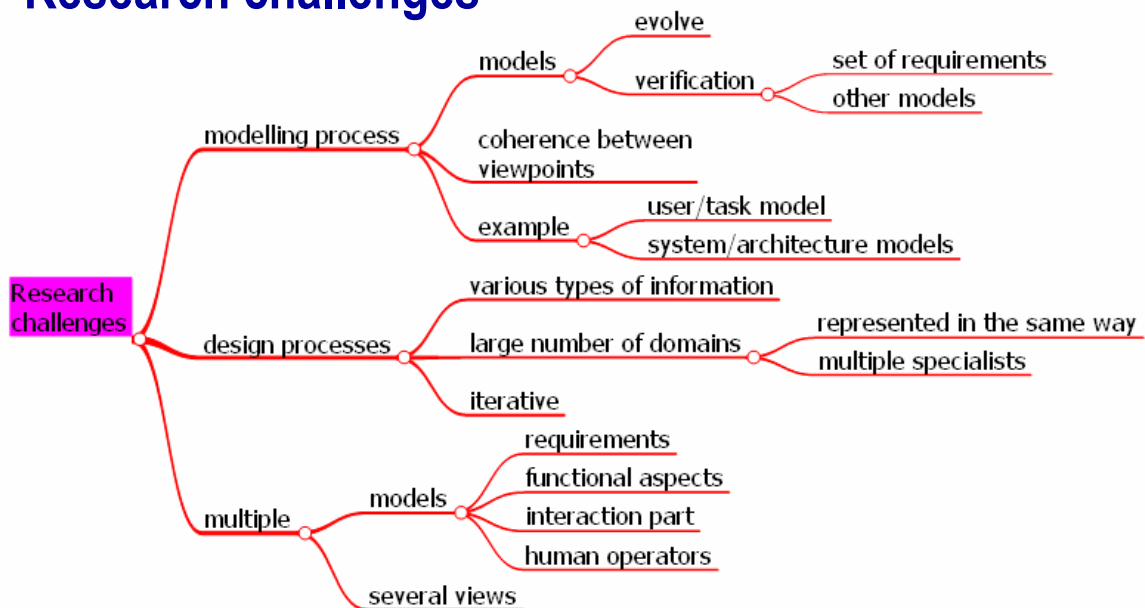 Research challenges
evolve
models
set of requirements
verification
other models
modelling process
coherence between
viewpoints
user/task model
example
system/architecture models
Research
challenges
various types of information
represented in the same way
design processes
large number of domains
multiple specialists
iterative
requirements
functional aspects
models
interaction part
multiple
human operators
several views